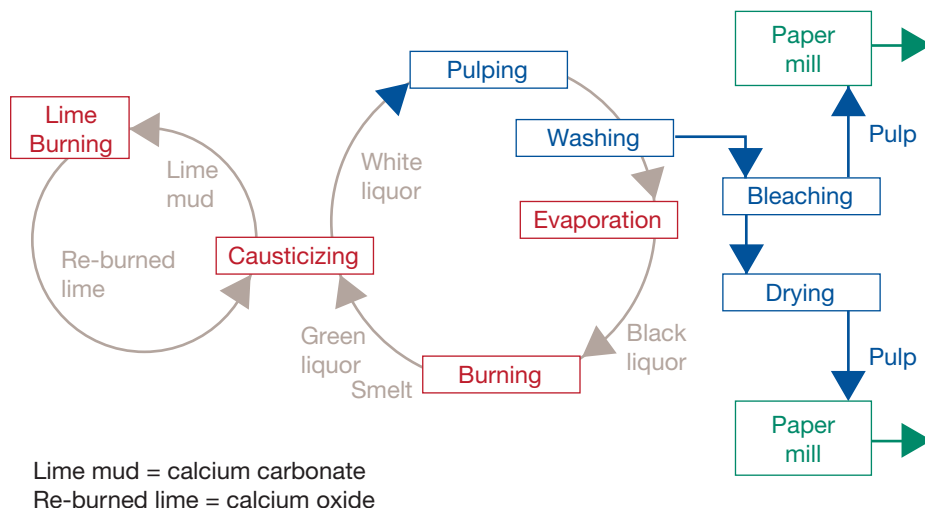 Paper
mill
Pulping
Lime
Burning
Washing
Pulp
Lime
mud
White
liquor
Bleaching
Evaporation
Causticizing
Re-burned
lime
Drying
Green
liquor
Smelt
Black
liquor
Burning
Pulp
Paper
mill
Lime mud = calcium carbonate
Re-burned lime = calcium oxide